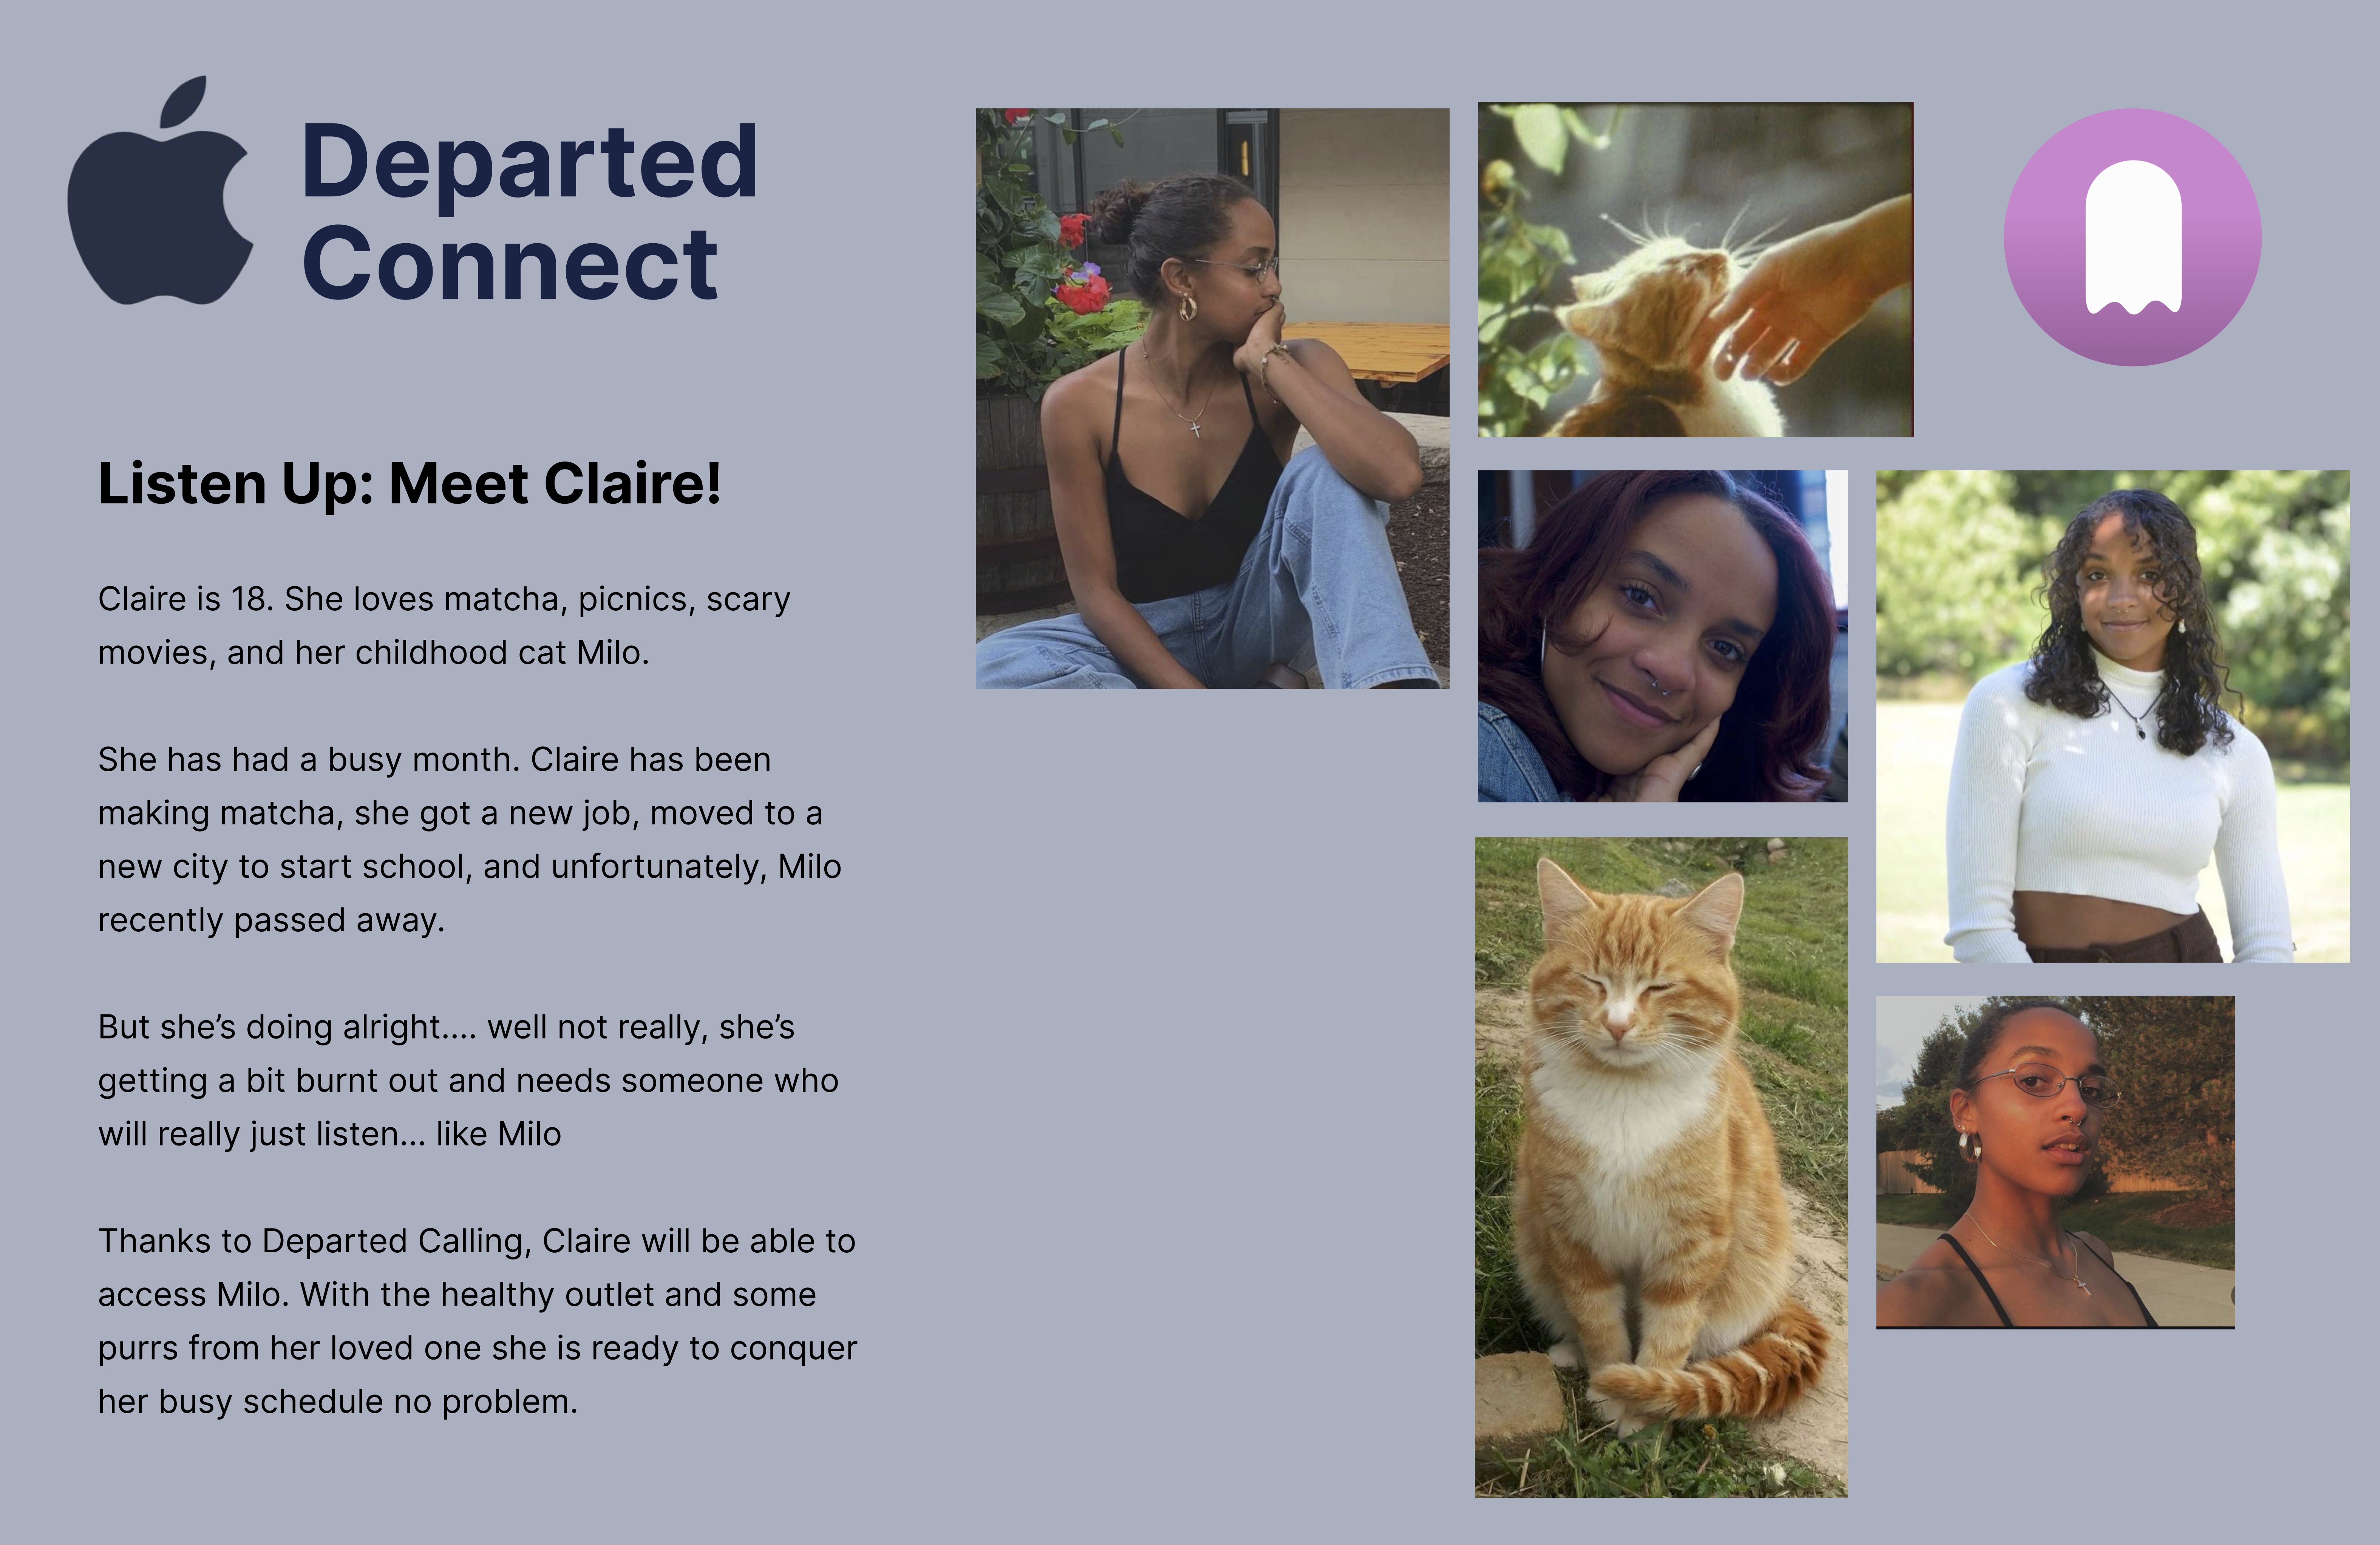 Departed
Connect
Listen Up: Meet Claire!
Claire is 18. She loves matcha, picnics, scary
movies, and her childhood cat Milo.
She has had a busy month. Claire has been
making matcha, she got a new job, moved to a
new city to start school, and unfortunately, Milo
recently passed away.
But she’s doing alright.... well not really, she’s
getting a bit burnt out and needs someone who
will really just listen... like Milo
Thanks to Departed Calling, Claire will be able to
access Milo. With the healthy outlet and some
purrs from her loved one she is ready to conquer
her busy schedule no problem.